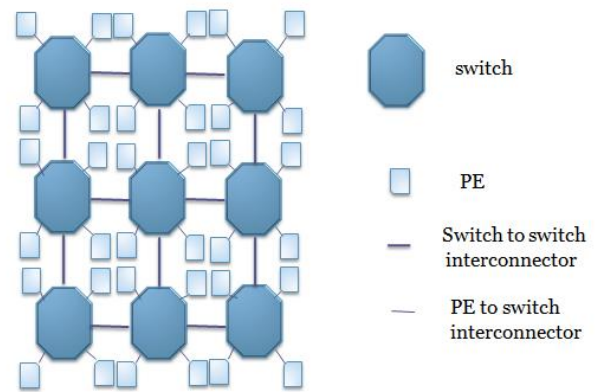 switch
PE
Switch to switch
interconnector
PE to switch
interconnector